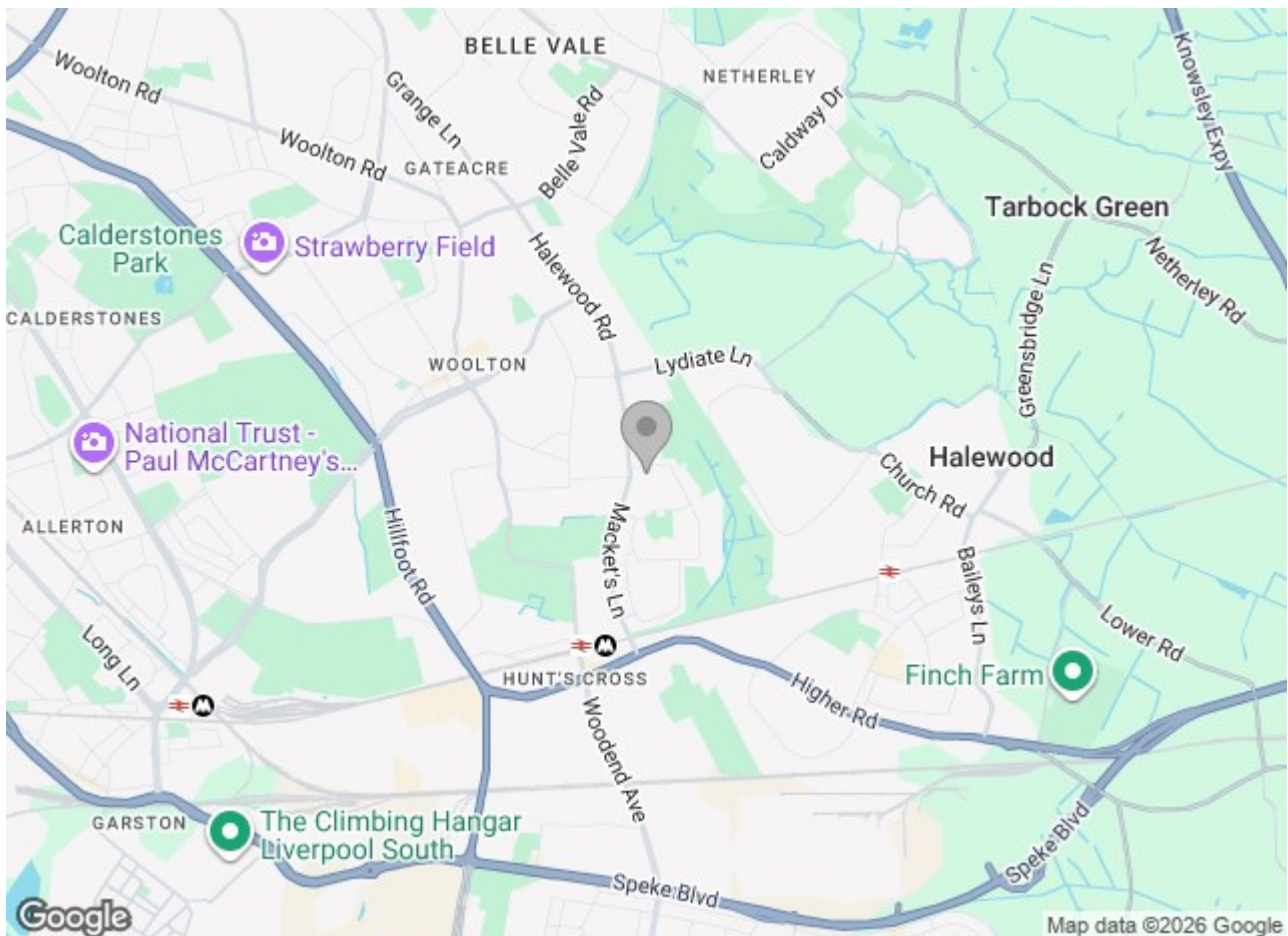 BELLE VALE
NETHERLEY
Woolton Rd
Grange Ln
Belle Vale Rd
Caldway Dr
Knowsley Expy
Woolton Rd
GATEACRE
Tarbock Green
Calderstones
Park
Strawberry Field
Halewood Rd
Netherley Rd
Greensbridge Ln
CALDERSTONES
WOOLTON
Lydiate Ln
National Trust -
Paul McCartney's...
Halewood
Church Rd
ALLERTON
Hillfoot Rd
Macket's Ln
Baileys Ln
Lower Rd
Long Ln
HUNT'S CROSS
Finch Farm
Higher Rd
Woodend Ave
GARSTON
The Climbing Hangar
Liverpool South
Speke Blvd
Speke Blvd
Google
Map data ©2026 Google